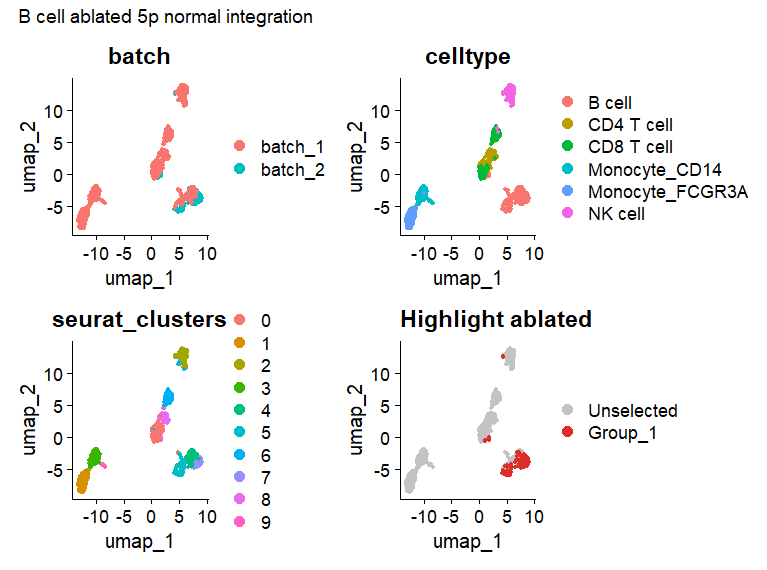 B cell ablated 5p normal integration
batch
umap_2
10
5
0
-5
-10 -5 0 5 10
umap_1
batch_1
batch_2
celltype
umap_2
10
5
0
-5
-10 -5 0 5 10
umap_1
B cell
CD4 T cell
CD8 T cell
Monocyte_CD14
Monocyte_FCGR3A
NK cell
seurat_clusters
umap_2
10
5
0
-5
-10 -5 0 5 10
umap_1
0
1
2
3
4
5
6
7
8
9
Highlight ablated
umap_2
10
5
0
-5
-10 -5 0 5 10
umap_1
Unselected
Group_1